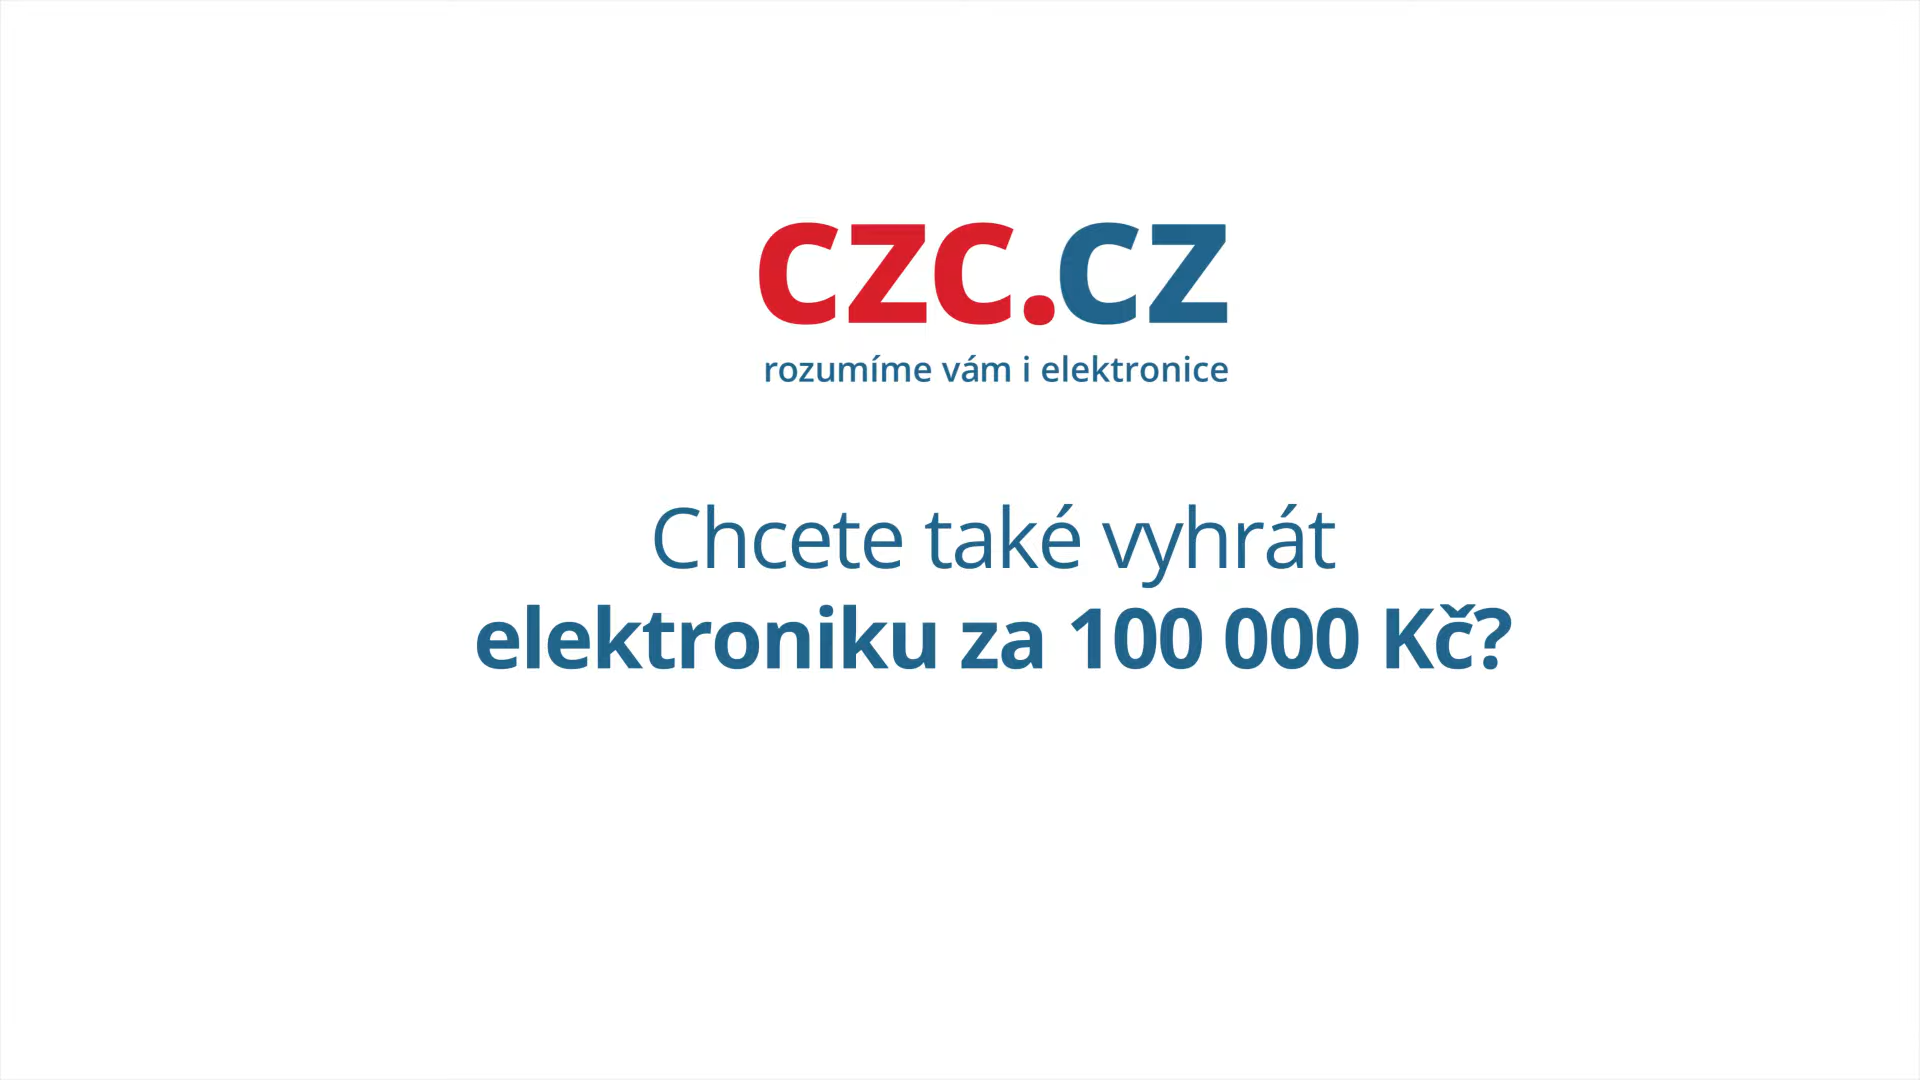 czc.cz
rozumíme vám i elektronice
Chcete také vyhrát
elektroniku za 100 000 Kč?